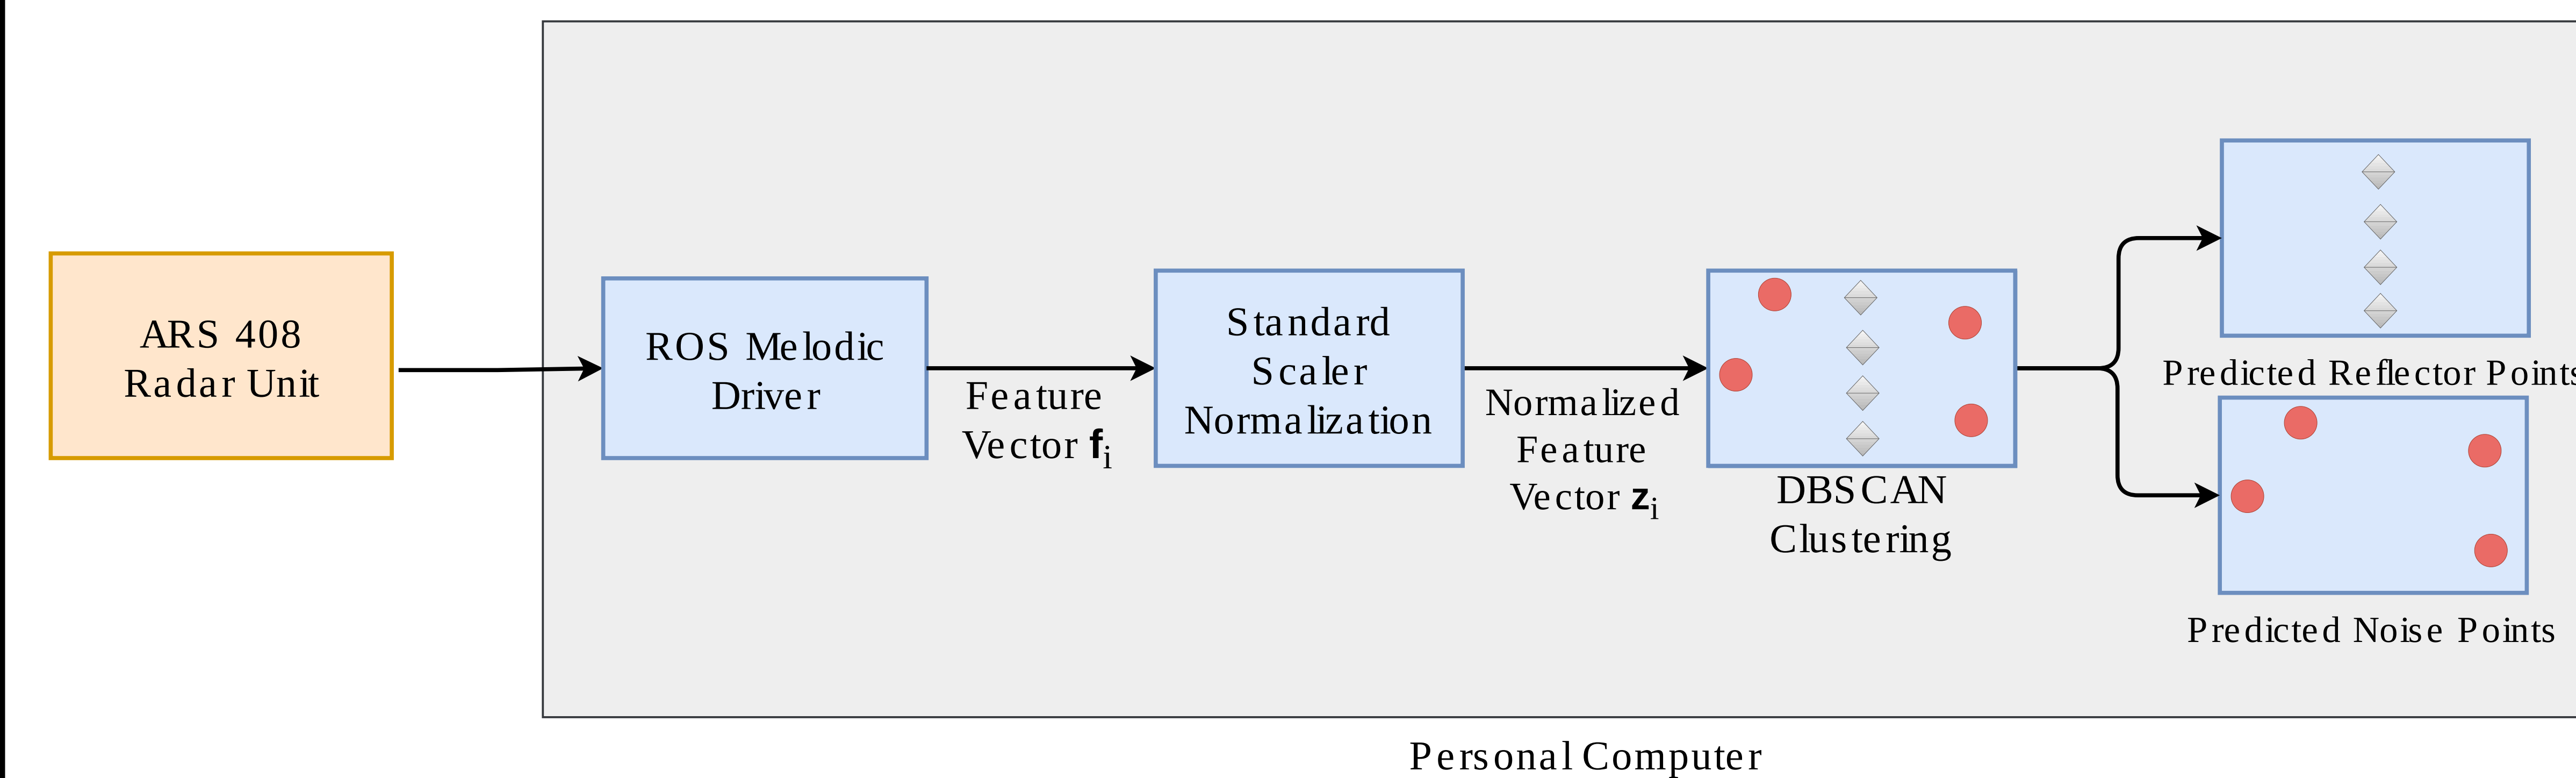 ARS 408
Radar Unit
ROS Melodic
Driver
Feature
Vector fi
Standard
Scaler
Normalization
Normalized
Feature
Vector zi
DBSCAN
Clustering
Predicted Reflector Points
Predicted Noise Points
Personal Computer